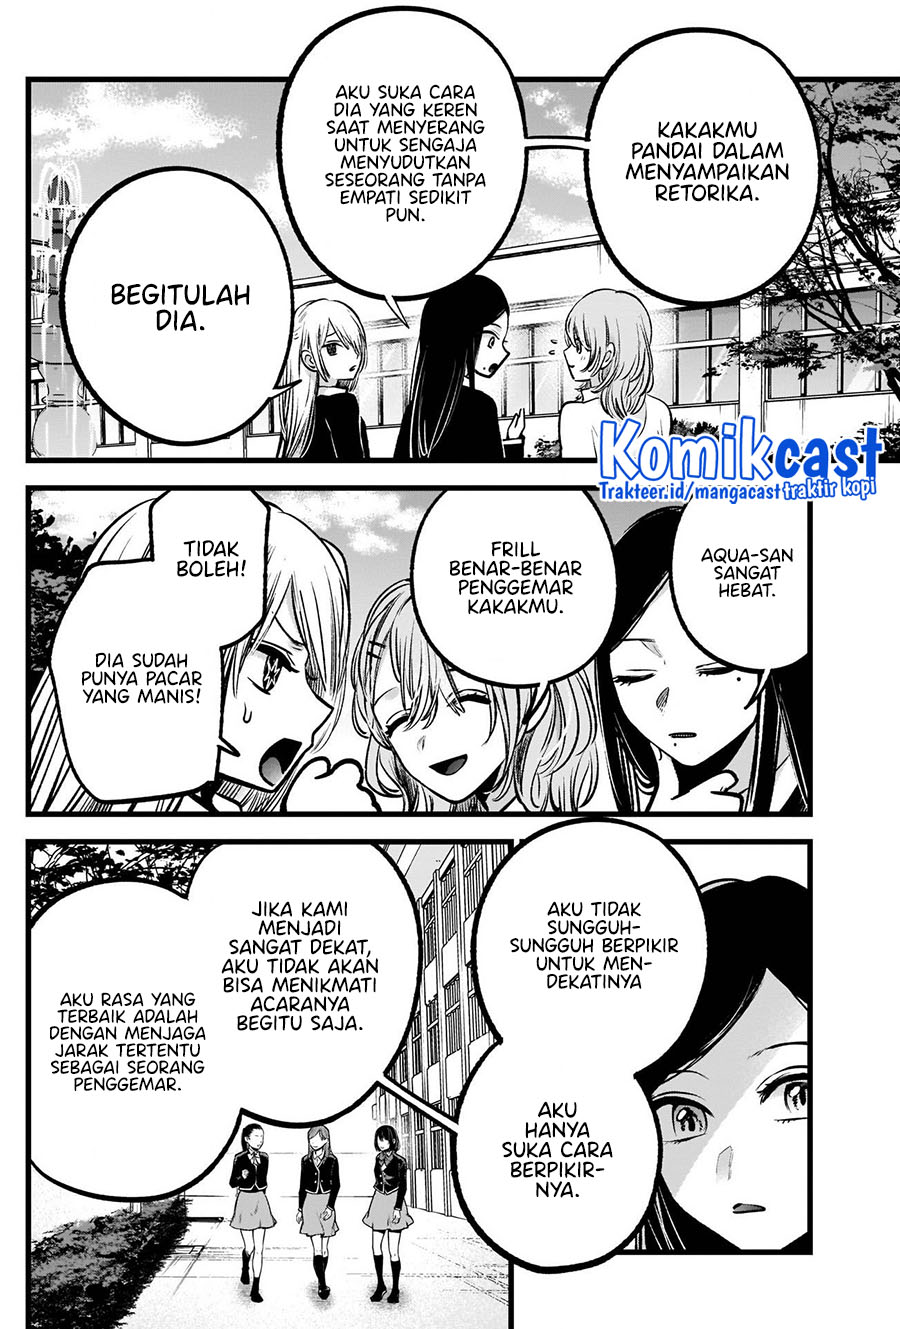 KAKAKMU
PANDAI DALAM
MENYAMPAIKAN
RETORIKA.
AKU SUKA CARA
DIA YANG KEREN
SAAT MENYERANG
UNTUK SENGAJA
MENYUDUTKAN
SESEORANG TANPA
EMPATI SEDIKIT
PUN.
BEGITULAH
DIA.
Komikcast
Trakteer.id/mangacast traktir kopi
AQUA-SAN
SANGAT
HEBAT.
FRILL
BENAR-BENAR
PENGGEMAR
KAKAKMU.
TIDAK
BOLEH!
DIA SUDAH
PUNYA PACAR
YANG MANIS!
AKU TIDAK
SUNGGUH-
SUNGGUH BERPIKIR
UNTUK MEN-
DEKATINYA
AKU
HANYA
SUKA CARA
BERPIKIR-
NYA.
JIKA KAMI
MENJADI
SANGAT DEKAT,
AKU TIDAK AKAN
BISA MENIKMATI
ACARANYA
BEGITU SAJA.
AKU RASA YANG
TERBAIK ADALAH
DENGAN MENJAGA
JARAK TERTENTU
SEBAGAI SEORANG
PENGGEMAR.